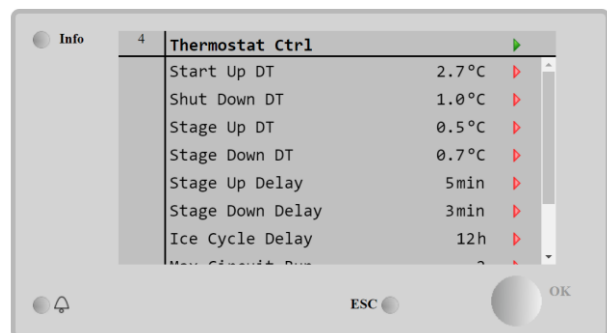 Info
4 Thermostat Ctrl
Start Up DT 2.7°C
Shut Down DT 1.0°C
Stage Up DT 0.5°C
Stage Down DT 0.7°C
Stage Up Delay 5min
Stage Down Delay 3min
Ice Cycle Delay 12h
ESC
OK